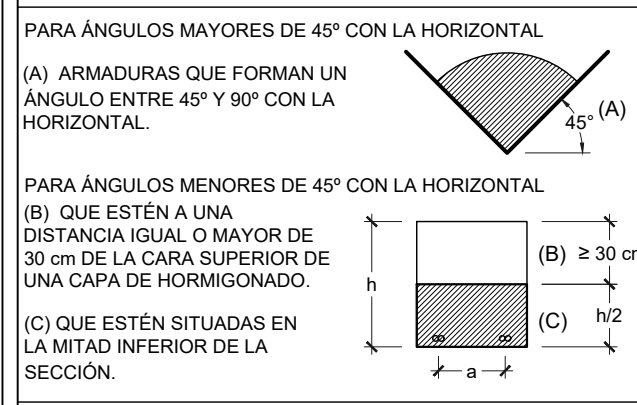 PARA ÁNGULOS MAYORES DE 45º CON LA HORIZONTAL
(A) ARMADURAS QUE FORMAN UN
ÁNGULO ENTRE 45º Y 90º CON LA
HORIZONTAL.
45° (A)
PARA ÁNGULOS MENORES DE 45º CON LA HORIZONTAL
(B) QUE ESTÉN A UNA
DISTANCIA IGUAL O MAYOR DE
30 cm DE LA CARA SUPERIOR DE
UNA CAPA DE HORMIGONADO.
(C) QUE ESTÉN SITUADAS EN
LA MITAD INFERIOR DE LA
SECCIÓN.
h
(B) ≥ 30 cm
(C) h/2
a